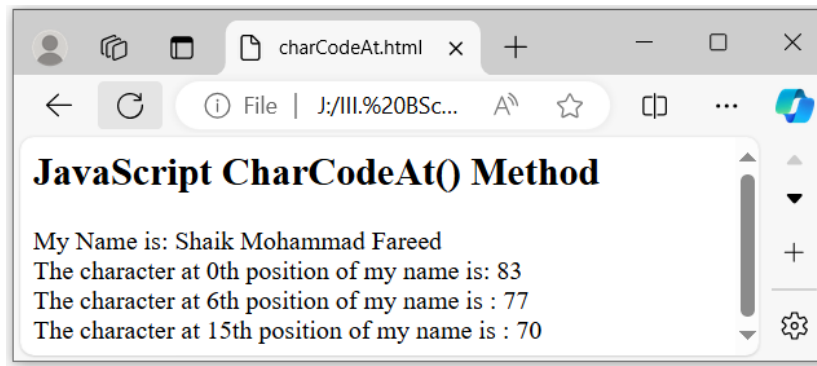 charCodeAt.html
File | J:/III.%20BSc...
JavaScript CharCodeAt() Method
My Name is: Shaik Mohammad Fareed
The character at 0th position of my name is: 83
The character at 6th position of my name is : 77
The character at 15th position of my name is : 70